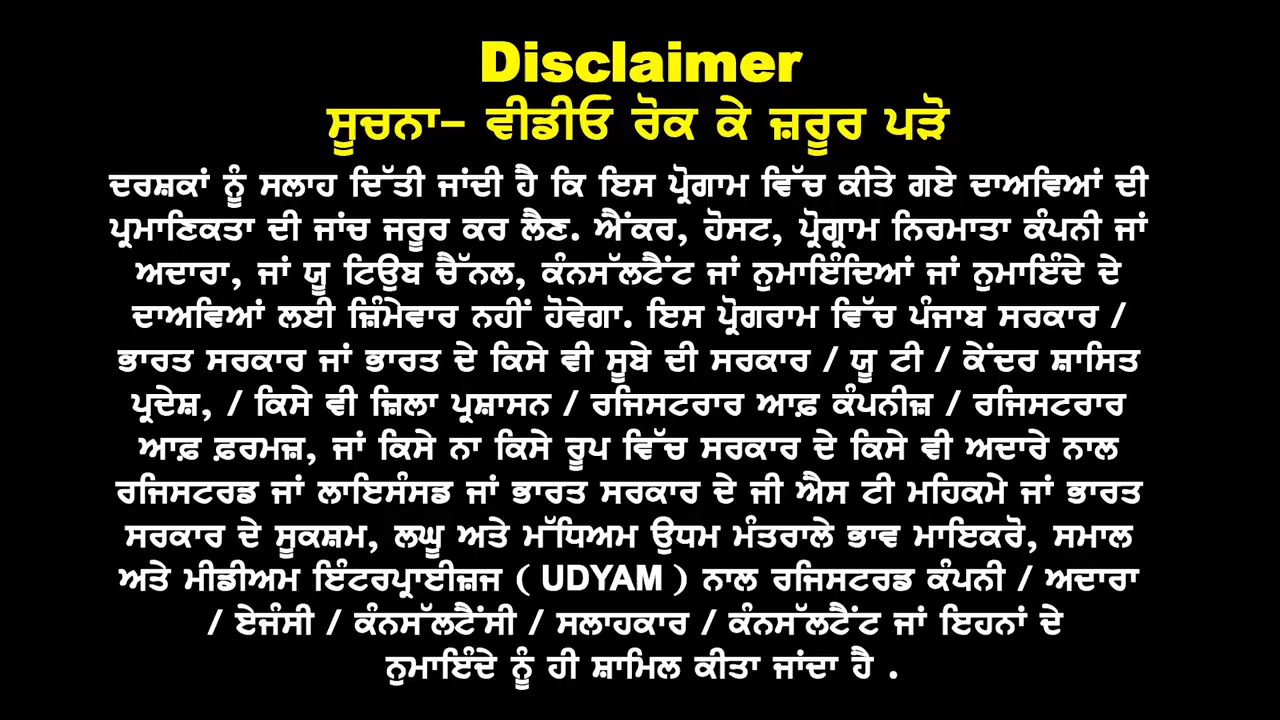 Disclaimer
ਸੂਚਨਾ- ਵੀਡੀਓ ਰੋਕ ਕੇ ਜ਼ਰੂਰ ਪੜੋ
ਦਰਸ਼ਕਾਂ ਨੂੰ ਸਲਾਹ ਦਿੱਤੀ ਜਾਂਦੀ ਹੈ ਕਿ ਇਸ ਪ੍ਰੋਗਾਮ ਵਿੱਚ ਕੀਤੇ ਗਏ ਦਾਅਵਿਆਂ ਦੀ
ਪ੍ਰਮਾਣਿਕਤਾ ਦੀ ਜਾਂਚ ਜਰੂਰ ਕਰ ਲੈਣ. ਐਂਕਰ, ਹੋਸਟ, ਪ੍ਰੋਗ੍ਰਾਮ ਨਿਰਮਾਤਾ ਕੰਪਨੀ ਜਾਂ
ਅਦਾਰਾ, ਜਾਂ ਯੂ ਟਿਉਬ ਚੈੱਨਲ, ਕੰਨਸੱਲਟੈਂਟ ਜਾਂ ਨੁਮਾਇੰਦਿਆਂ ਜਾਂ ਨੁਮਾਇੰਦੇ ਦੇ
ਦਾਅਵਿਆਂ ਲਈ ਜ਼ਿੰਮੇਵਾਰ ਨਹੀਂ ਹੋਵੇਗਾ. ਇਸ ਪ੍ਰੋਗਰਾਮ ਵਿੱਚ ਪੰਜਾਬ ਸਰਕਾਰ /
ਭਾਰਤ ਸਰਕਾਰ ਜਾਂ ਭਾਰਤ ਦੇ ਕਿਸੇ ਵੀ ਸੂਬੇ ਦੀ ਸਰਕਾਰ / ਯੂ ਟੀ / ਕੇਂਦਰ ਸ਼ਾਸਿਤ
ਪ੍ਰਦੇਸ਼, / ਕਿਸੇ ਵੀ ਜ਼ਿਲਾ ਪ੍ਰਸ਼ਾਸਨ / ਰਜਿਸਟਰਾਰ ਆਫ਼ ਕੰਪਨੀਜ਼ / ਰਜਿਸਟਰਾਰ
ਆਫ਼ ਫ਼ਰਮਜ਼, ਜਾਂ ਕਿਸੇ ਨਾ ਕਿਸੇ ਰੂਪ ਵਿੱਚ ਸਰਕਾਰ ਦੇ ਕਿਸੇ ਵੀ ਅਦਾਰੇ ਨਾਲ
ਰਜਿਸਟਰਡ ਜਾਂ ਲਾਇਸੰਸਡ ਜਾਂ ਭਾਰਤ ਸਰਕਾਰ ਦੇ ਜੀ ਐਸ ਟੀ ਮਹਿਕਮੇ ਜਾਂ ਭਾਰਤ
ਸਰਕਾਰ ਦੇ ਸੂਕਸ਼ਮ, ਲਘੂ ਅਤੇ ਮੱਧਿਅਮ ਉਧਮ ਮੰਤਰਾਲੇ ਭਾਵ ਮਾਇਕਰੋ, ਸਮਾਲ
ਅਤੇ ਮੀਡੀਅਮ ਇੰਟਰਪ੍ਰਾਈਜ਼ਜ ( UDYAM ) ਨਾਲ ਰਜਿਸਟਰਡ ਕੰਪਨੀ / ਅਦਾਰਾ
/ ਏਜੰਸੀ / ਕੰਨਸੱਲਟੈਂਸੀ / ਸਲਾਹਕਾਰ / ਕੰਨਸੱਲਟੈਂਟ ਜਾਂ ਇਹਨਾਂ ਦੇ
ਨੁਮਾਇੰਦੇ ਨੂੰ ਹੀ ਸ਼ਾਮਿਲ ਕੀਤਾ ਜਾਂਦਾ ਹੈ .